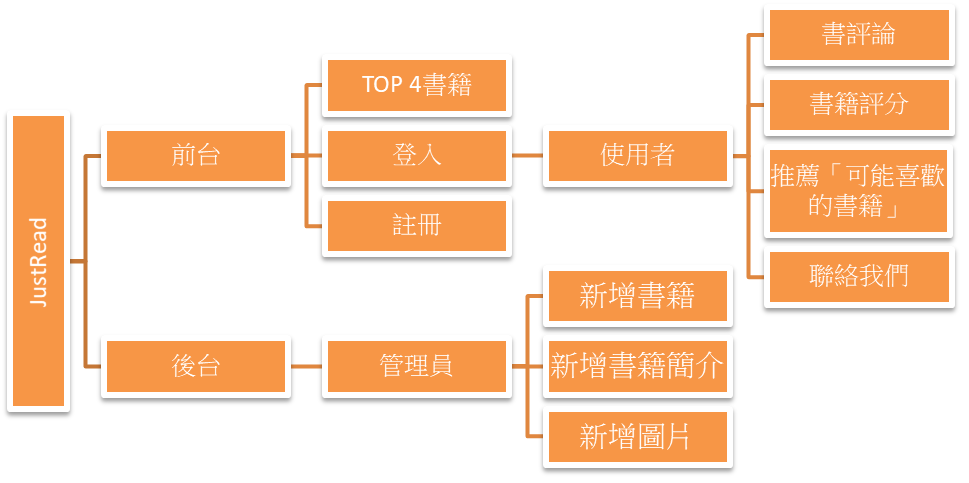 JustRead
前台
TOP 4書籍
登入
註冊
使用者
書評論
書籍評分
推薦「可能喜歡
的書籍」
聯絡我們
後台
管理員
新增書籍
新增書籍簡介
新增圖片